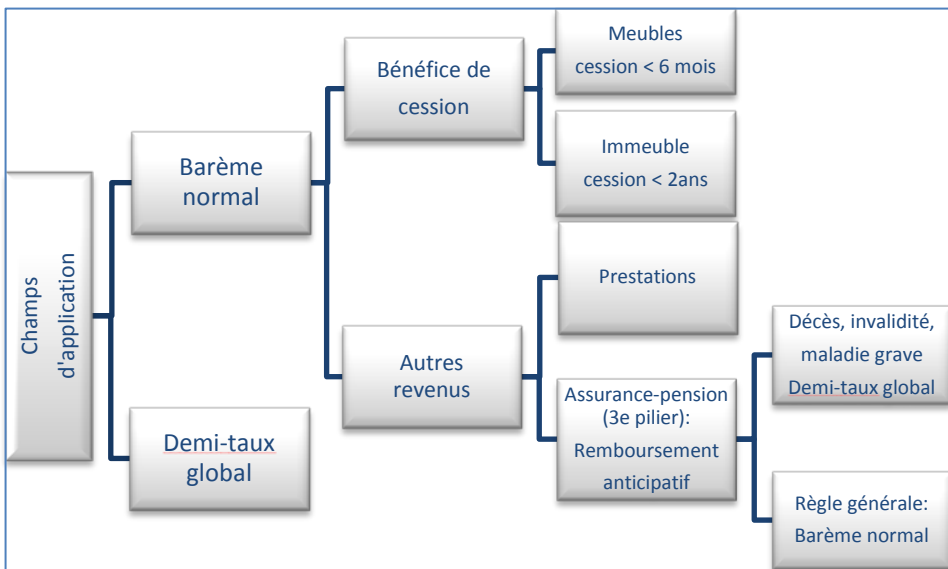 Champs
d'application
Barème
normal
Demi-taux
global
Bénéfice de
cession
Autres
revenus
Meubles
cession < 6 mois
Immeuble
cession < 2ans
Prestations
Assurance-pension
(3e pilier):
Remboursement
anticipatif
Décès, invalidité,
maladie grave
Demi-taux global
Règle générale:
Barème normal